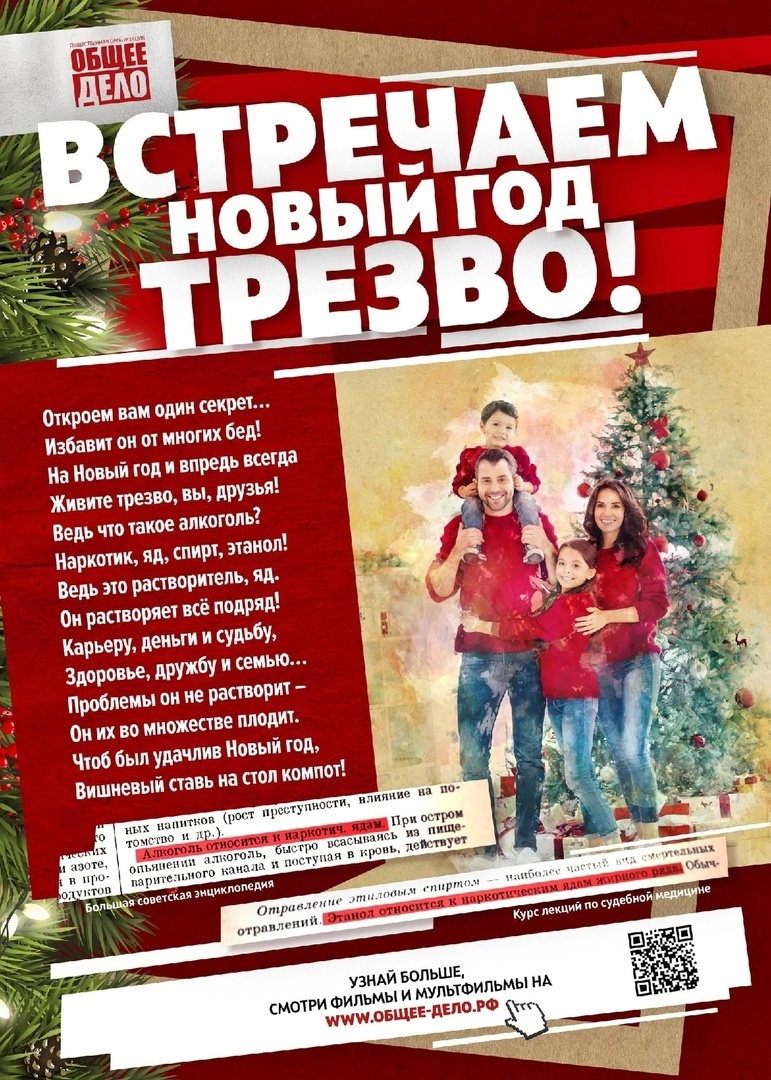 ОБЩЕСТВЕННАЯ ОРГАНИЗАЦИЯ
ОБЩЕЕ
ДЕЛО
ВСТРЕЧАЕМ
НОВЫЙ ГОД
ТРЕЗВО!
Откроем вам один секрет...
Избавит он от многих бед!
На Новый год и впредь всегда
Живите трезво, вы, друзья!
Ведь что такое алкоголь?
Наркотик, яд, спирт, этанол!
Ведь это растворитель, яд.
Он растворяет всё подряд!
Карьеру, деньги и судьбу,
Здоровье, дружбу и семью...
Проблемы он не растворит –
Он их во множестве плодит.
Чтоб был удачлив Новый год,
Вишневый ставь на стол компот!
ных напитков (рост преступности, влияние на по-
томство и др.).
Алкоголь относится к наркотич. ядам. При остром
опьянении алкоголь, быстро всасываясь из пище-
варительного канала и поступая в кровь, действует
и азоте,
и в про-
одуктов
Большая советская энциклопедия
Отравление этиловым спиртом — наиболее частый вид смертельных
отравлений. Этанол относится к наркотическим ядам жирного ряда. Обыч-
Курс лекций по судебной медицине
УЗНАЙ БОЛЬШЕ,
СМОТРИ ФИЛЬМЫ И МУЛЬТФИЛЬМЫ НА
WWW.ОБЩЕЕ-ДЕЛО.РФ